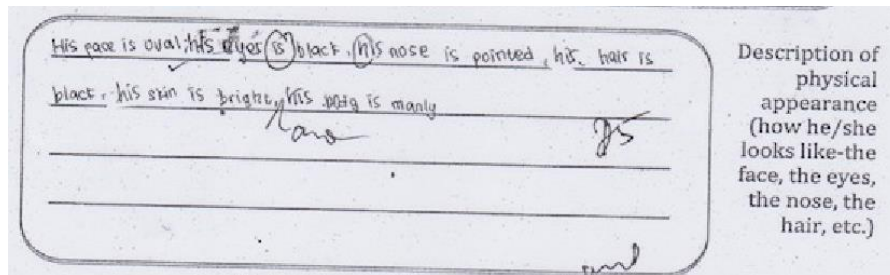 His pace is oval, his eyes is black, his nose is pointed, his hair is
black, his skin is bright, his body is manly
and
Description of
physical
appearance
(how he/she
looks like-the
face, the eyes,
the nose, the
hair, etc.)